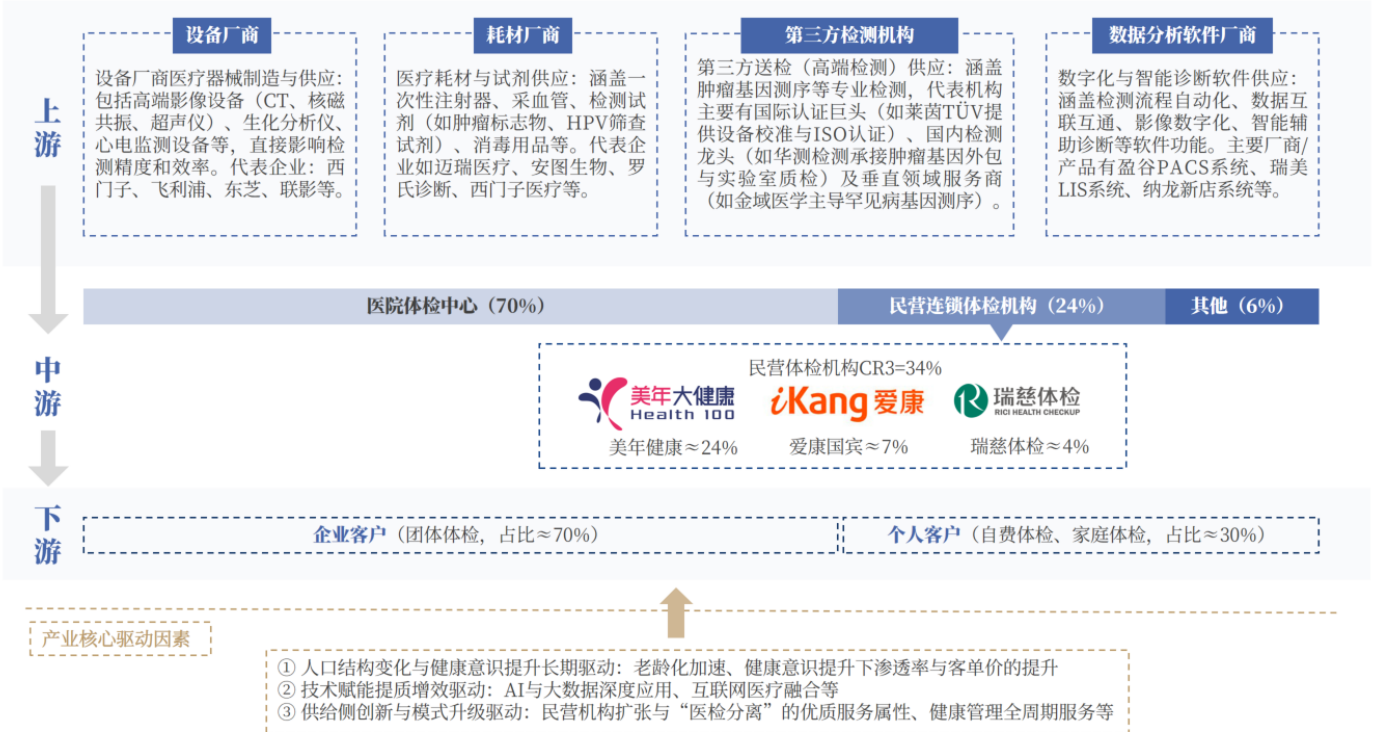 上游
设备厂商
设备厂商医疗器械制造与供应：
包括高端影像设备（CT、核磁
共振、超声仪）、生化分析仪、
心电监测设备等，直接影响检
测精度和效率。代表企业：西
门子、飞利浦、东芝、联影等。
耗材厂商
医疗耗材与试剂供应：涵盖一
次性注射器、采血管、检测试
剂（如肿瘤标志物、HPV筛查
试剂）、消毒用品等。代表企
业如迈瑞医疗、安图生物、罗
氏诊断、西门子医疗等。
第三方检测机构
第三方送检（高端检测）供应：涵盖
肿瘤基因测序等专业检测，代表机构
主要有国际认证巨头（如莱茵TÜV提
供设备校准与ISO认证） 国内检测
龙头（如华测检测承接肿瘤基因外包
与实验室质检）及垂直领域服务商
（如金域医学主导罕见病基因测序）。
数据分析软件厂商
数字化与智能诊断软件供应：
涵盖检测流程自动化、数据互
联互通、影像数字化、智能辅
助诊断等软件功能。主要厂商/
产品有盈谷PACS系统、瑞美
LIS系统、纳龙新店系统等。
中游
医院体检中心（70%）
民营连锁体检机构（24%）
其他（6%）
民营体检机构CR3=34%
美年大健康
Health 100
iKang 爱康
瑞慈体检
RICI HEALTH CHECKUP
美年健康≈24%
爱康国宾≈7%
瑞慈体检≈4%
下游
企业客户（团体体检，占比≈70%）
个人客户（自费体检、家庭体检，占比≈30%）
产业核心驱动因素
① 人口结构变化与健康意识提升长期驱动：老龄化加速、健康意识提升下渗透率与客单价的提升
② 技术赋能提质增效驱动：AI与大数据深度应用、互联网医疗融合等
③ 供给侧创新与模式升级驱动：民营机构扩张与“医检分离”的优质服务属性、健康管理全周期服务等